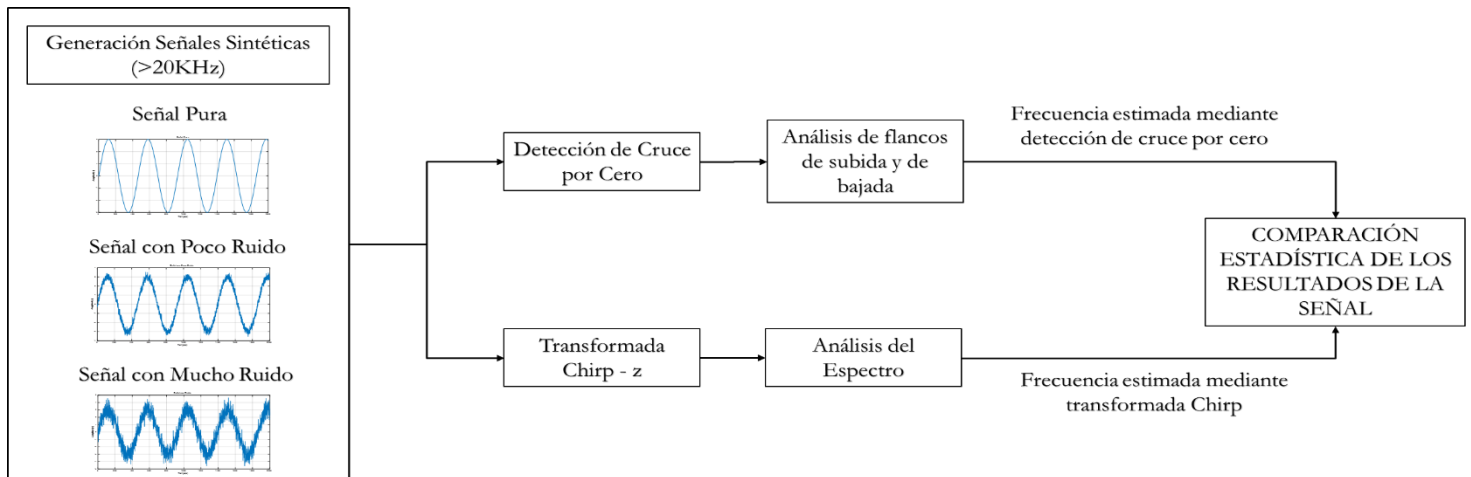 Generación Señales Sintéticas
(>20KHz)
Señal Pura
Señal con Poco Ruido
Señal con Mucho Ruido
Detección de Cruce
por Cero
Análisis de flancos
de subida y de
bajada
Frecuencia estimada mediante
detección de cruce por cero
Transformada
Chirp - z
Análisis del
Espectro
Frecuencia estimada mediante
transformada Chirp
COMPARACIÓN
ESTADÍSTICA DE LOS
RESULTADOS DE LA
SEÑAL